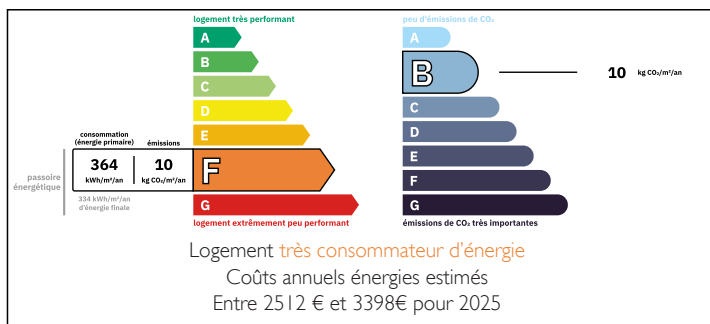 logement très performant
A
B
C
D
E
consommation
(énergie primaire)
émissions
364
kWh/m²/an
10
kg CO₂/m²/an
F
passoire
énergétique
334 kWh/m²/an
d'énergie finale
G
logement extrêmement peu performant
peu d'émissions de CO₂
A
B
10 kg CO₂/m²/an
C
D
E
F
G
émissions de CO₂ très importantes
Logement très consommateur d'énergie
Coûts annuels énergies estimés
Entre 2512 € et 3398€ pour 2025